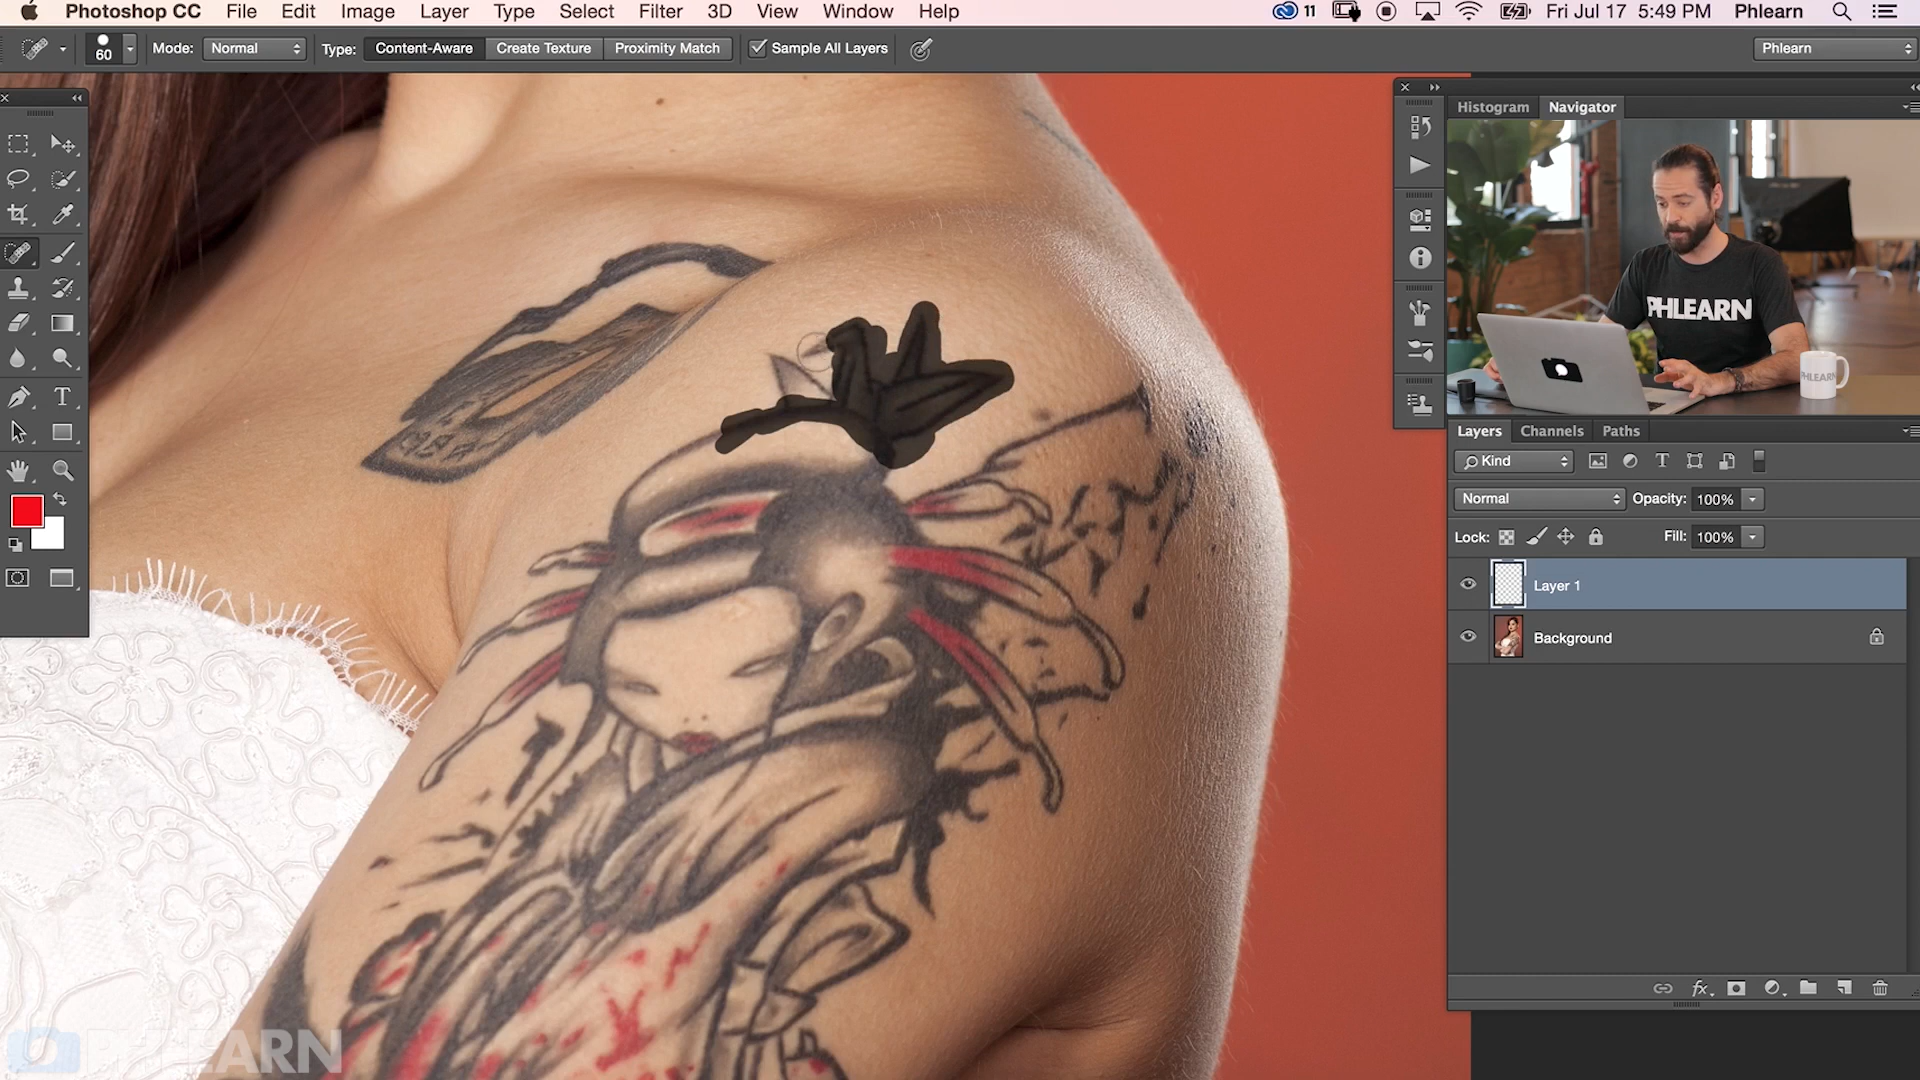 Photoshop CC File Edit Image Layer Type Select Filter 3D View Window Help 11 Fri Jul 17 5:49 PM Phlearn
60 Mode: Normal Type: Content-Aware Create Texture Proximity Match Sample All Layers Phlearn
Histogram Navigator
PHLEARN
PHLEARN
Layers Channels Paths
Kind
Normal Opacity: 100%
Lock: Fill: 100%
Layer 1
Background
PHLEARN